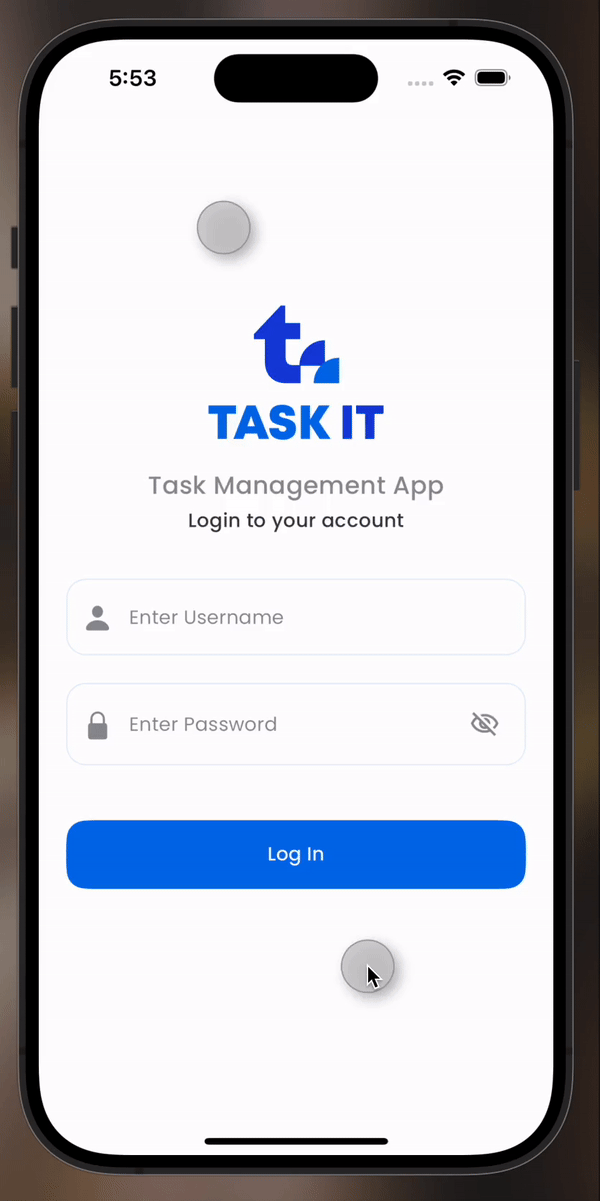 5:53
TASK IT
Task Management App
Login to your account
Enter Username
Enter Password
Log In